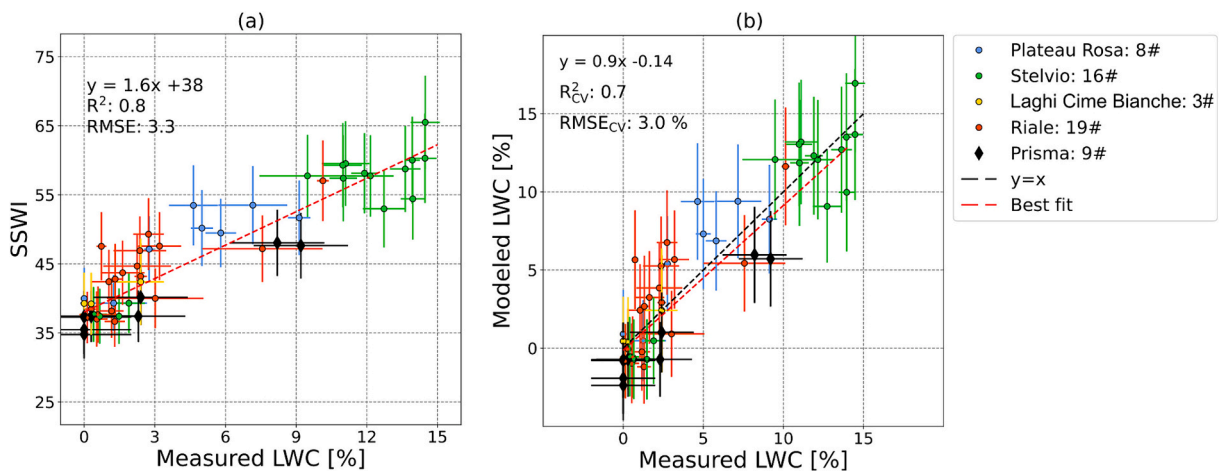 (a)
y = 1.6x +38
R²: 0.8
RMSE: 3.3
SSWI
75
65
55
45
35
25
0 3 6 9 12 15
Measured LWC [%]
(b)
y = 0.9x -0.14
R²CV: 0.7
RMSECV: 3.0 %
Modeled LWC [%]
15
10
5
0
0 5 10 15
Measured LWC [%]
Plateau Rosa: 8#
Stelvio: 16#
Laghi Cime Bianche: 3#
Riale: 19#
Prisma: 9#
y=x
Best fit